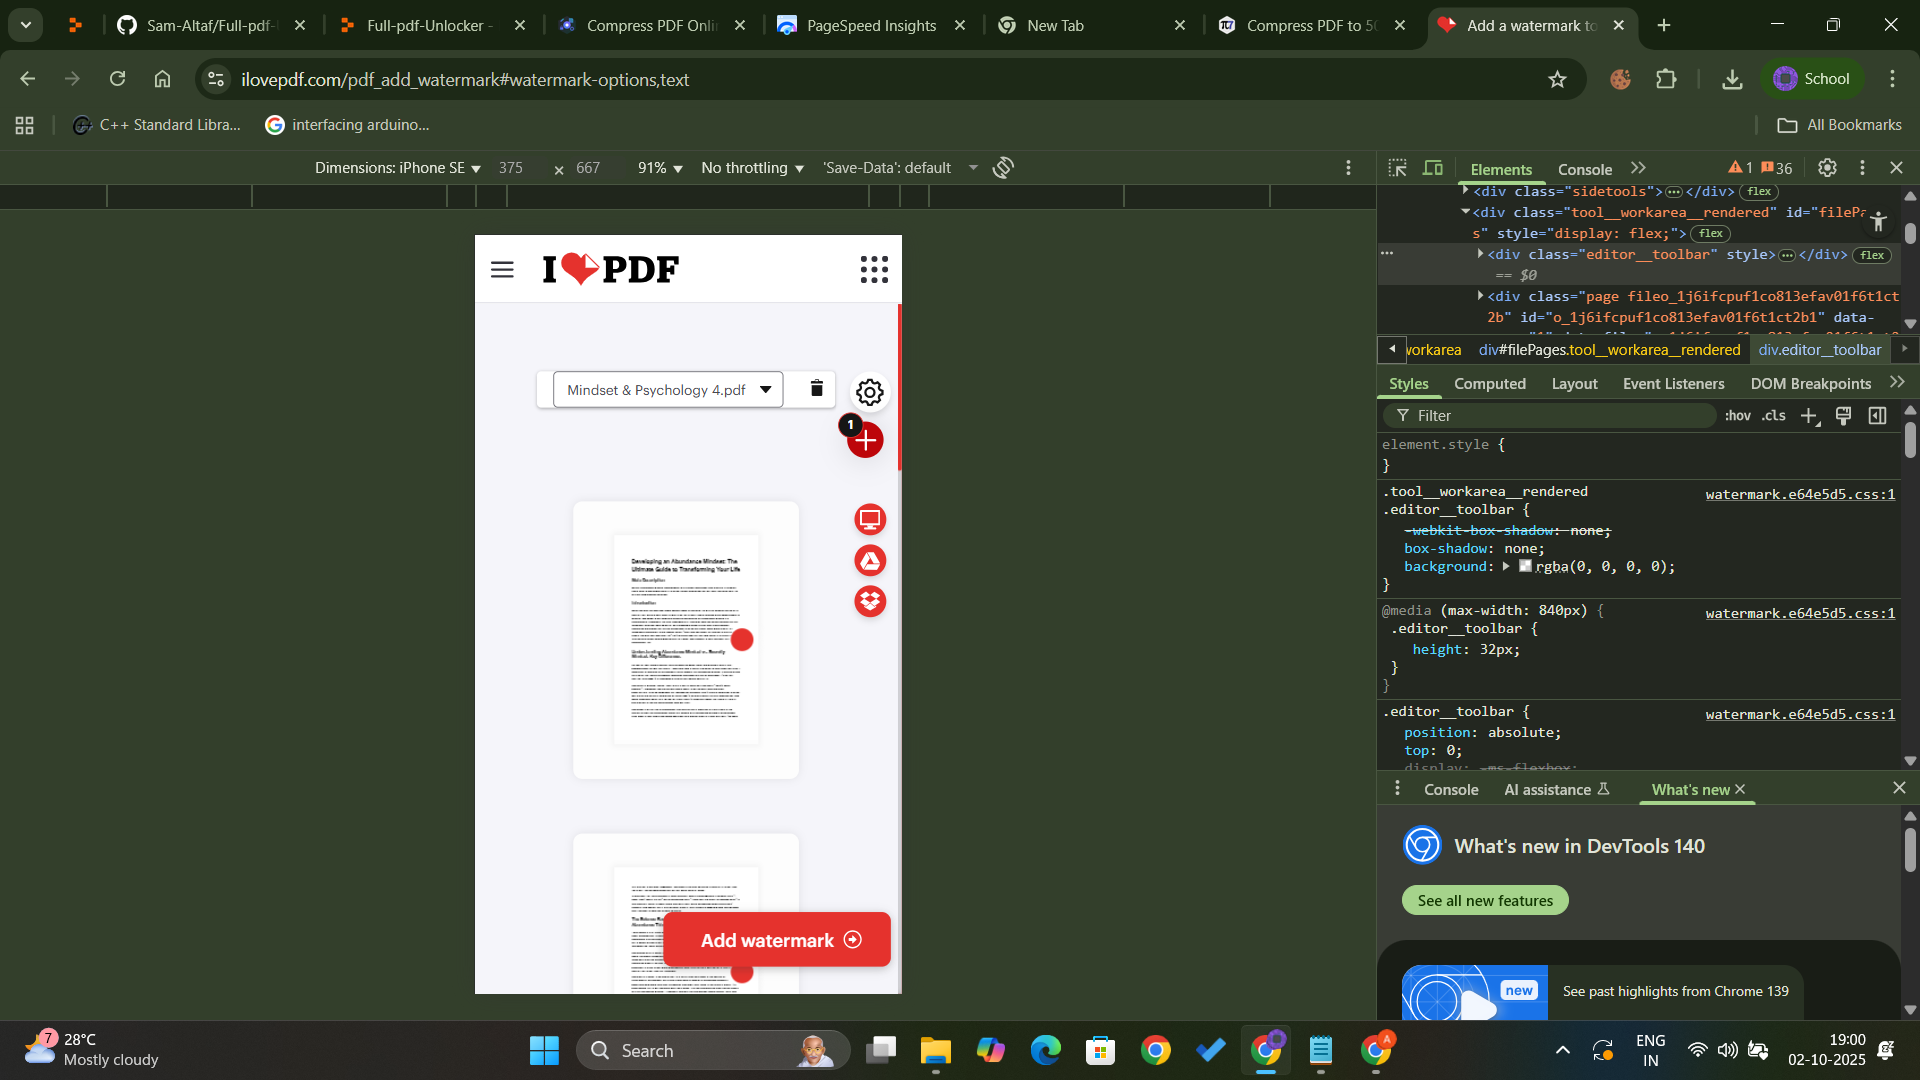 Sam-Altaf/Full-pdf-
Full-pdf-Unlocker -
Compress PDF Onli
PageSpeed Insights
New Tab
Compress PDF to 50
Add a watermark to
ilovepdf.com/pdf_add_watermark#watermark-options,text
School
C++ Standard Libra...
interfacing arduino...
All Bookmarks
Dimensions: iPhone SE
375 × 667
91%
No throttling
'Save-Data': default
Elements
Console
1
36
<div class="sidetools"> </div> flex
<div class="tool__workarea__rendered" id="filePa
s" style="display: flex;"> flex
<div class="editor__toolbar" style> </div> flex
== $0
<div class="page fileo_1j6ifcpuf1co813efav01f6t1ct
2b" id="o_1j6ifcpuf1co813efav01f6t1ct2b1" data-
workarea
div#filePages.tool__workarea__rendered
div.editor__toolbar
Styles
Computed
Layout
Event Listeners
DOM Breakpoints
Filter
:hov
.cls
element.style {
}
.tool__workarea__rendered
.editor__toolbar {
watermark.e64e5d5.css:1
-webkit-box-shadow: none;
box-shadow: none;
background: rgba(0, 0, 0, 0);
}
@media (max-width: 840px) {
watermark.e64e5d5.css:1
.editor__toolbar {
height: 32px;
}
}
.editor__toolbar {
watermark.e64e5d5.css:1
position: absolute;
top: 0;
display: -ms-flexbox;
Console
AI assistance
What's new
What's new in DevTools 140
See all new features
new
See past highlights from Chrome 139
I PDF
Mindset & Psychology 4.pdf
1
Developing an Abundance Mindset: The
Ultimate Guide to Transforming Your Life
Introduction
Add watermark
7
28°C
Mostly cloudy
Search
A
ENG
IN
19:00
02-10-2025